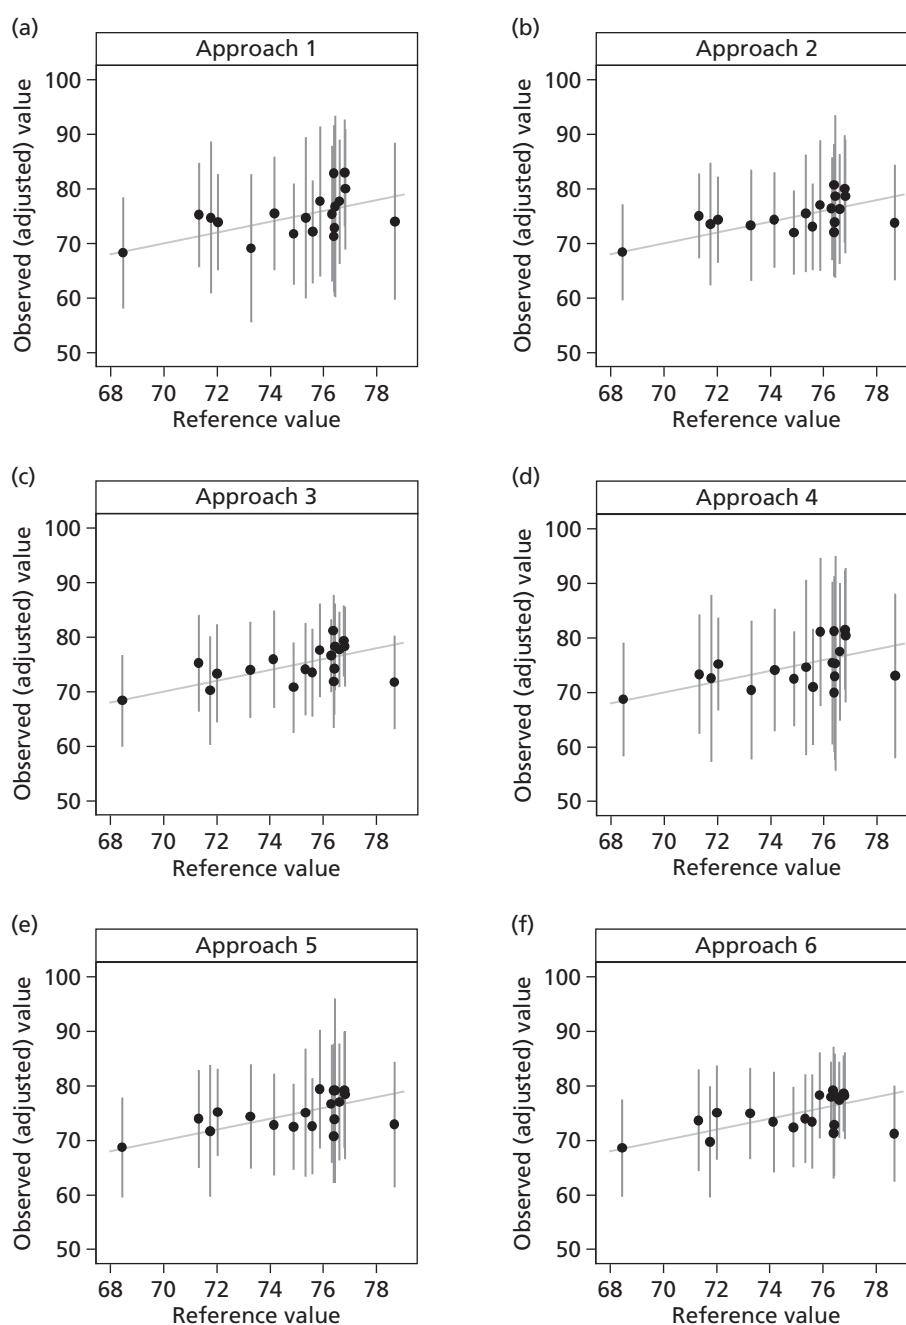 (a)
Approach 1
Observed (adjusted) value
100
90
80
70
60
50
68 70 72 74 76 78
Reference value
(b)
Approach 2
Observed (adjusted) value
100
90
80
70
60
50
68 70 72 74 76 78
Reference value
(c)
Approach 3
Observed (adjusted) value
100
90
80
70
60
50
68 70 72 74 76 78
Reference value
(d)
Approach 4
Observed (adjusted) value
100
90
80
70
60
50
68 70 72 74 76 78
Reference value
(e)
Approach 5
Observed (adjusted) value
100
90
80
70
60
50
68 70 72 74 76 78
Reference value
(f)
Approach 6
Observed (adjusted) value
100
90
80
70
60
50
68 70 72 74 76 78
Reference value